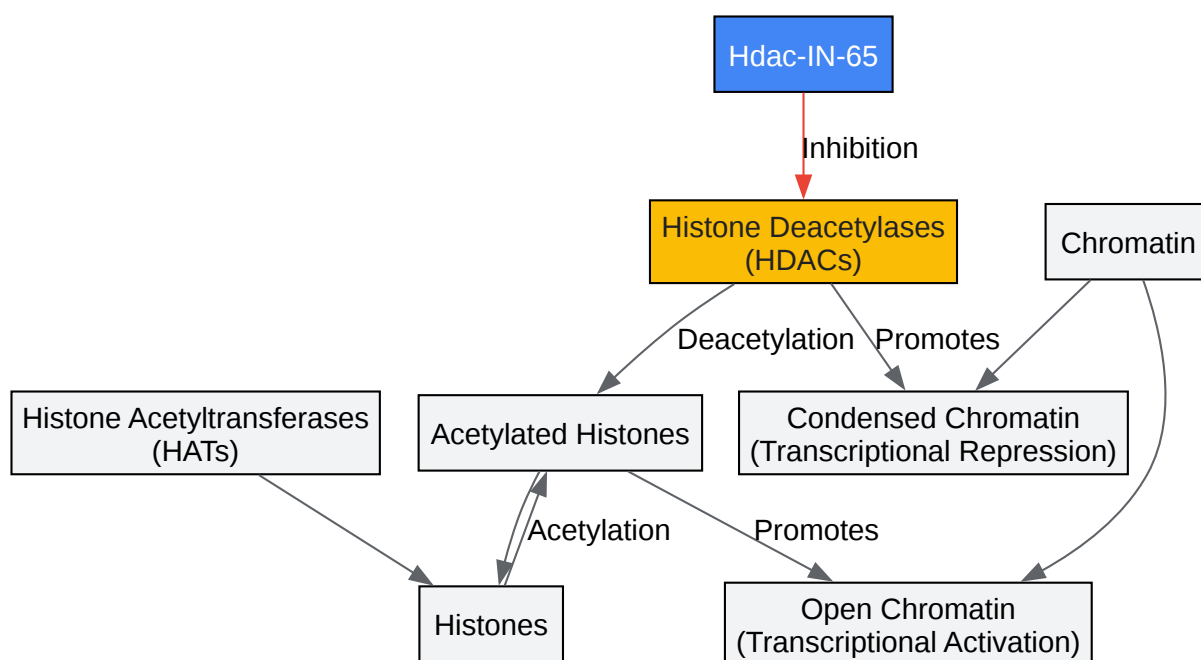 Hdac-IN-65
Inhibition
Histone Deacetylases
(HDACs)
Chromatin
Deacetylation
Promotes
Histone Acetyltransferases
(HATs)
Acetylated Histones
Condensed Chromatin
(Transcriptional Repression)
Acetylation
Promotes
Histones
Open Chromatin
(Transcriptional Activation)